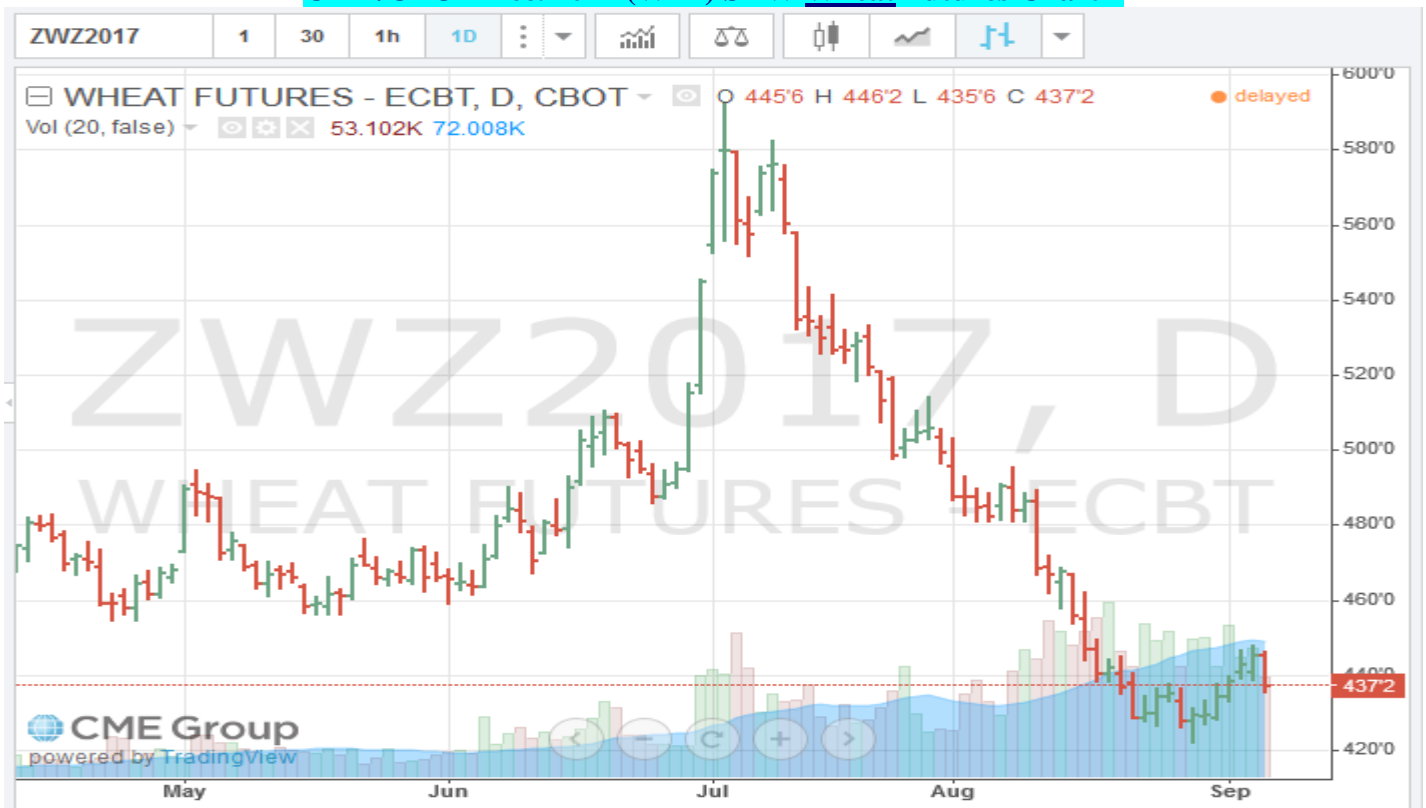 Wheat
ZWZ2017 1 30 1h 1D
WHEAT FUTURES - ECBT, D, CBOT O 445'6 H 446'2 L 435'6 C 437'2 delayed
Vol (20, false) 53.102K 72.008K
600'0
580'0
560'0
540'0
520'0
500'0
480'0
460'0
440'0
437'2
420'0
ZWZ2017, D
WHEAT FUTURES - ECBT
CME Group
powered by TradingView
May Jun Jul Aug Sep